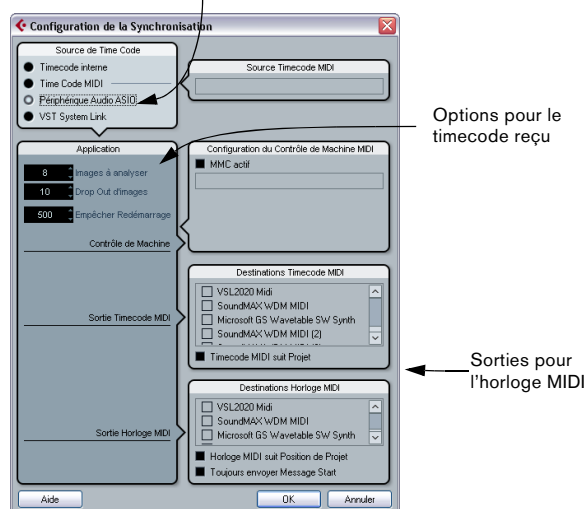 Configuration de la Synchronisation
Source de Time Code
Timecode interne
Time Code MIDI
Périphérique Audio ASIO
VST System Link
Source Timecode MIDI
Options pour le
timecode reçu
Application
8 Images à analyser
10 Drop Out d'images
500 Empêcher Redémarrage
Contrôle de Machine
Sortie Timecode MIDI
Sortie Horloge MIDI
Configuration du Contrôle de Machine MIDI
MMC actif
Destinations Timecode MIDI
VSL2020 Midi
SoundMAX WDM MIDI
Microsoft GS Wavetable SW Synth
SoundMAX WDM MIDI (2)
Timecode MIDI suit Projet
Sorties pour
l'horloge MIDI
Destinations Horloge MIDI
VSL2020 Midi
SoundMAX WDM MIDI
Microsoft GS Wavetable SW Synth
Horloge MIDI suit Position de Projet
Toujours envoyer Message Start
Aide
OK
Annuler